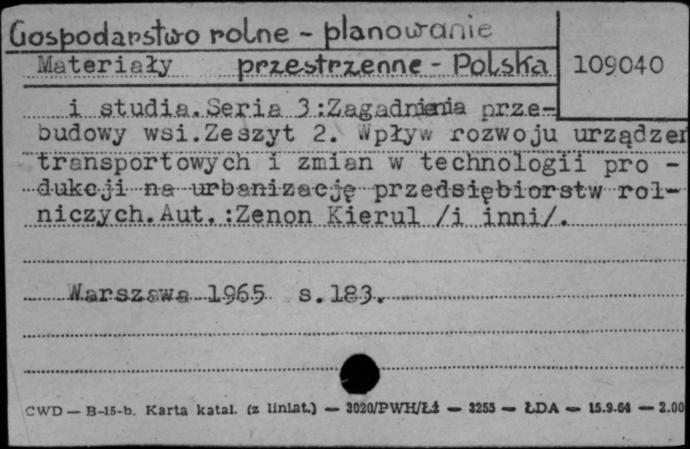 Gospodarstwo rolne - planowanie
Materiały przestrzenne - Polska 109040
i studia. Seria 3:Zagadnienia prze-
budowy wsi. Zeszyt 2. Wpływ rozwoju urządzeń
transportowych i zmian w technologii pro -
dukcji na urbanizację przedsiębiorstw rol-
niczych. Aut.:Zenon Kierul /i inni/.
Warszawa 1965 s.183.
CWD — B-15-b. Karta katal. (z liniat.) — 3020/PWH/Łź — 3255 — ŁDA — 15.9.64 — 2.00